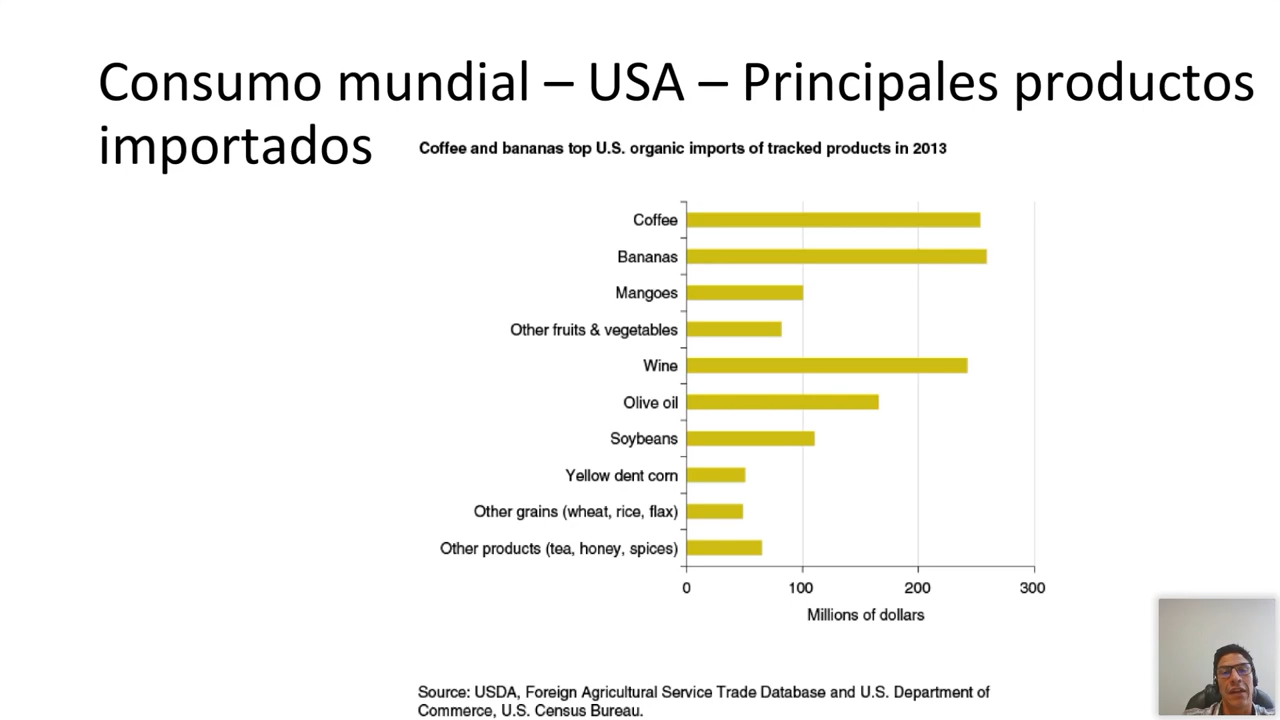 Consumo mundial – USA – Principales productos
importados
Coffee and bananas top U.S. organic imports of tracked products in 2013
Coffee
Bananas
Mangoes
Other fruits & vegetables
Wine
Olive oil
Soybeans
Yellow dent corn
Other grains (wheat, rice, flax)
Other products (tea, honey, spices)
0 100 200 300
Millions of dollars
Source: USDA, Foreign Agricultural Service Trade Database and U.S. Department of
Commerce, U.S. Census Bureau.